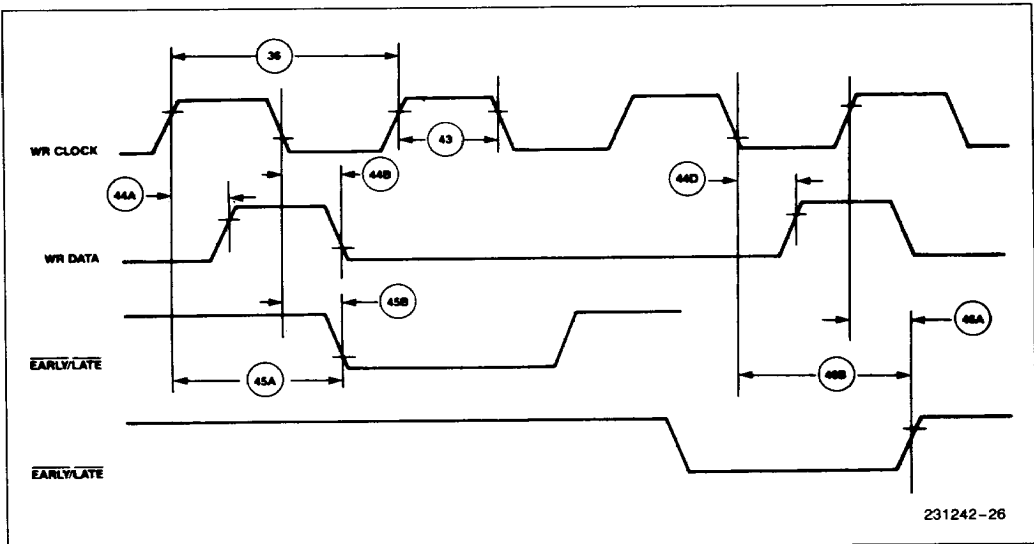 36
WR CLOCK
43
44A
44B
44D
WR DATA
45B
46A
EARLY/LATE
45A
46B
EARLY/LATE
231242-26